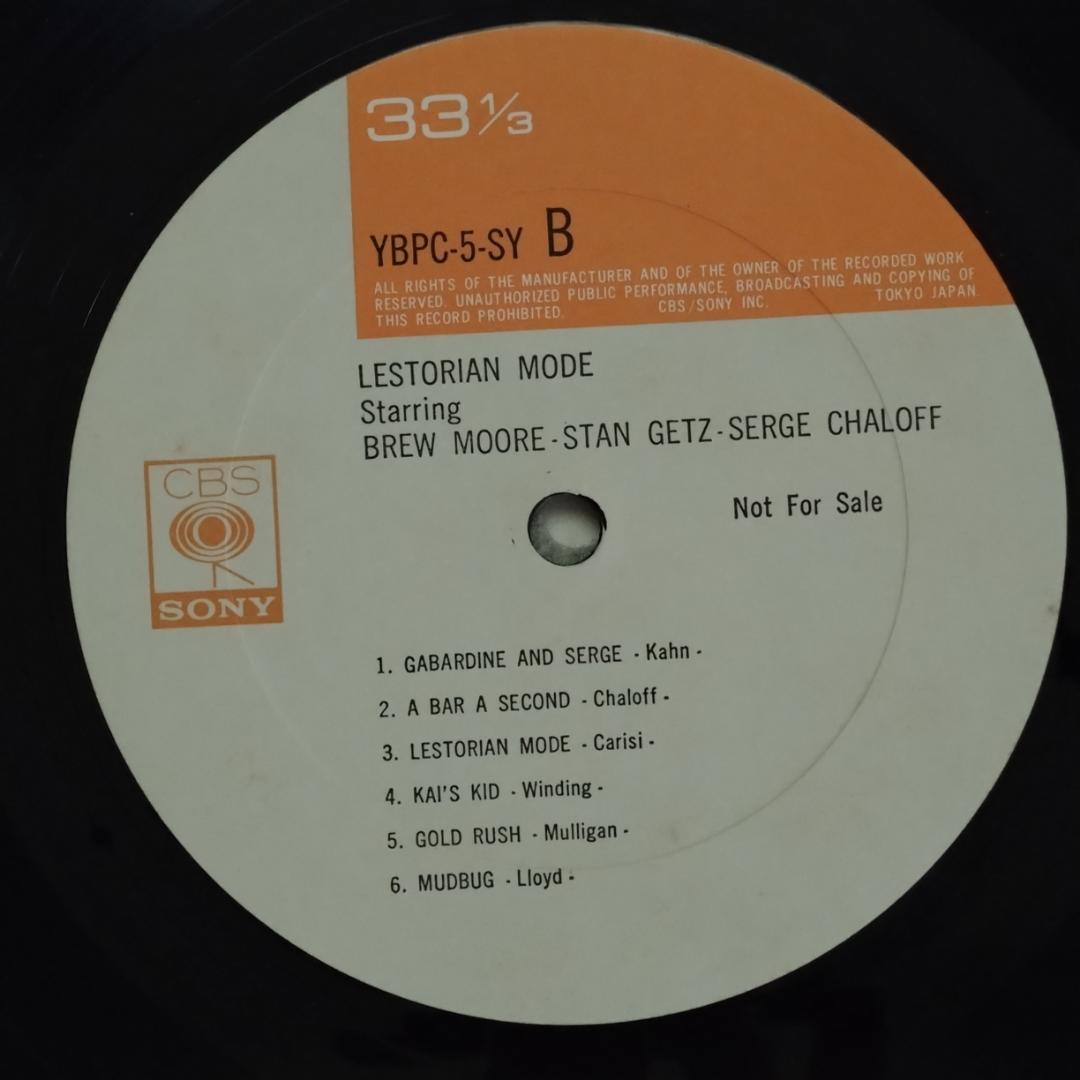 33 1/3
YBPC-5-SY B
ALL RIGHTS OF THE MANUFACTURER AND OF THE OWNER OF THE RECORDED WORK
RESERVED. UNAUTHORIZED PUBLIC PERFORMANCE, BROADCASTING AND COPYING OF
THIS RECORD PROHIBITED. CBS/SONY INC. TOKYO JAPAN.
LESTORIAN MODE
Starring
BREW MOORE-STAN GETZ-SERGE CHALOFF
CBS
SONY
Not For Sale
1. GABARDINE AND SERGE - Kahn -
2. A BAR A SECOND - Chaloff -
3. LESTORIAN MODE - Carisi -
4. KAI'S KID - Winding -
5. GOLD RUSH - Mulligan -
6. MUDBUG - Lloyd -